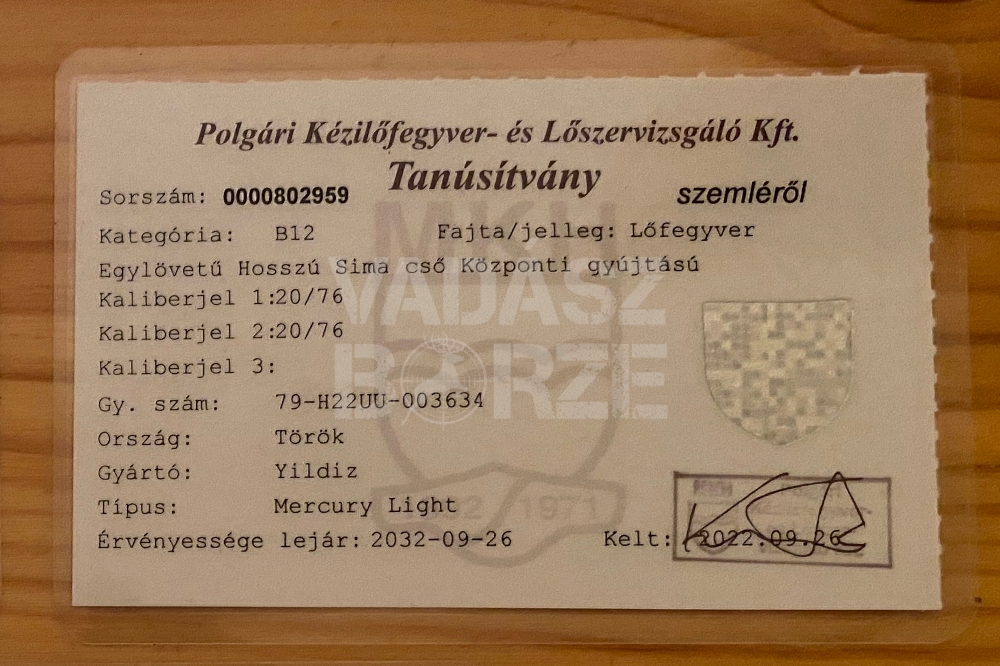 Polgári Kézilőfegyver- és Lőszervizsgáló Kft.
Tanúsítvány
Sorszám: 0000802959
szemléről
Kategória: B12 Fajta/jelleg: Lőfegyver
Egylövetű Hosszú Sima cső Központi gyújtású
Kaliberjel 1:20/76
Kaliberjel 2:20/76
Kaliberjel 3:
Gy. szám: 79-H22UU-003634
Ország: Török
Gyártó: Yildiz
Típus: Mercury Light
Érvényessége lejár: 2032-09-26 Kelt: 2022.09.26
MKH
VADÁSZ
BÖRZE
1971
MKH